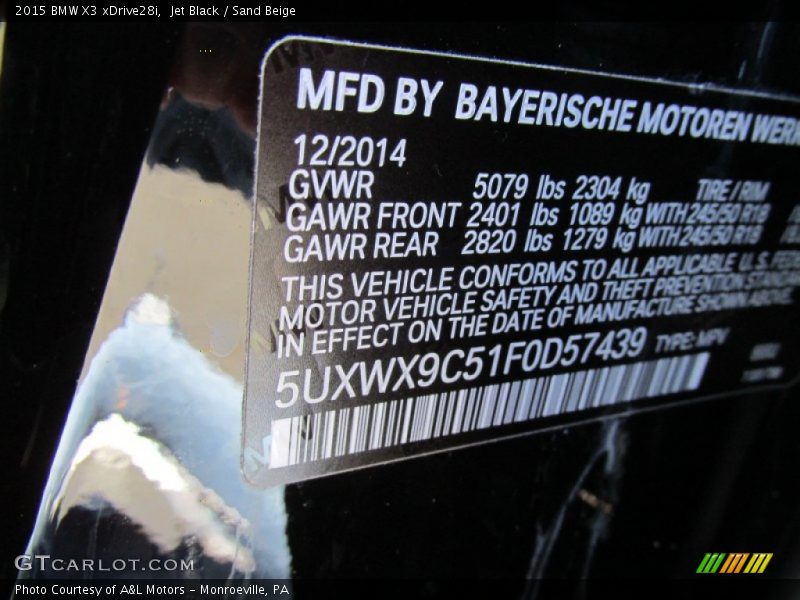 2015 BMW X3 xDrive28i, Jet Black / Sand Beige
MFD BY BAYERISCHE MOTOREN WERK
12/2014
GVWR 5079 lbs 2304 kg TIRE / RIM
GAWR FRONT 2401 lbs 1089 kg WITH 245/50 R18
GAWR REAR 2820 lbs 1279 kg WITH 245/50 R18
THIS VEHICLE CONFORMS TO ALL APPLICABLE U.S. FEDE
MOTOR VEHICLE SAFETY AND THEFT PREVENTION STANDARDS
IN EFFECT ON THE DATE OF MANUFACTURE SHOWN ABOVE.
5UXWX9C51F0D57439 TYPE: MPV
GTCARLOT.COM
Photo Courtesy of A&L Motors - Monroeville, PA